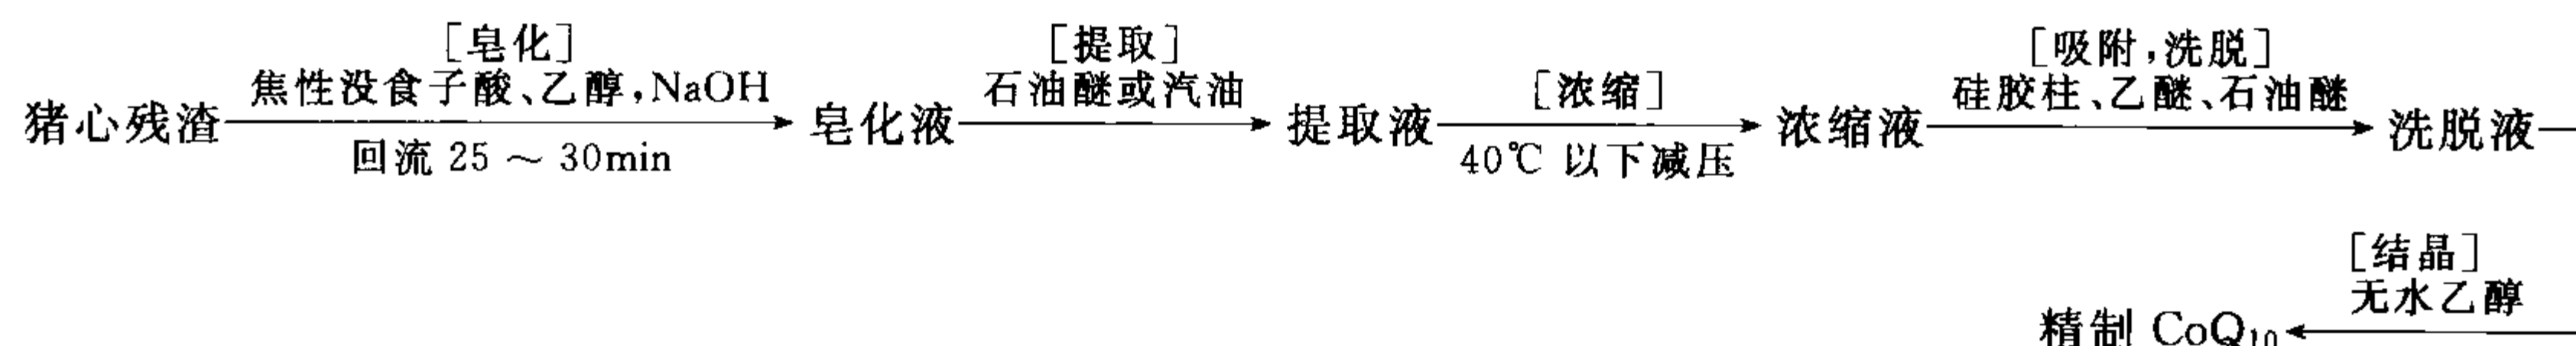 [皂化]
焦性没食子酸、乙醇,NaOH
猪心残渣
回流 25 ~ 30min
皂化液
[提取]
石油醚或汽油
提取液
[浓缩]
40℃ 以下减压
浓缩液
[吸附,洗脱]
硅胶柱、乙醚、石油醚
洗脱液
[结晶]
无水乙醇
精制 CoQ₁₀